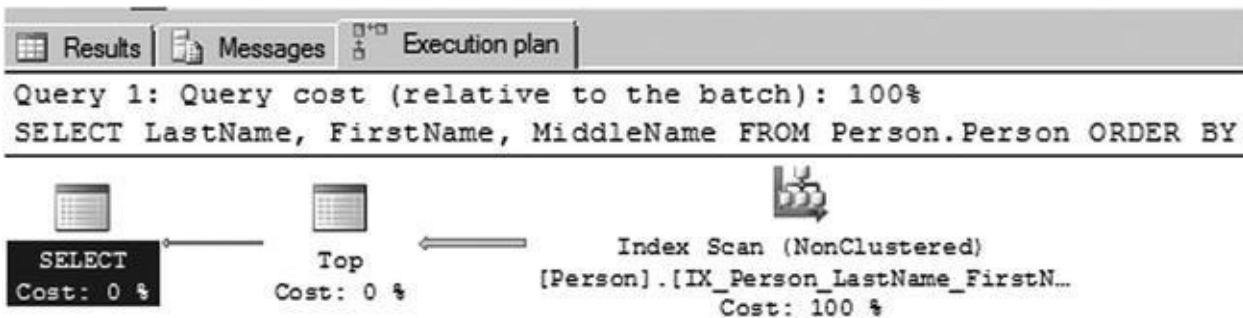 Results Messages Execution plan
Query 1: Query cost (relative to the batch): 100%
SELECT LastName, FirstName, MiddleName FROM Person.Person ORDER BY
SELECT
Cost: 0 %
Top
Cost: 0 %
Index Scan (NonClustered)
[Person].[IX_Person_LastName_FirstN…
Cost: 100 %